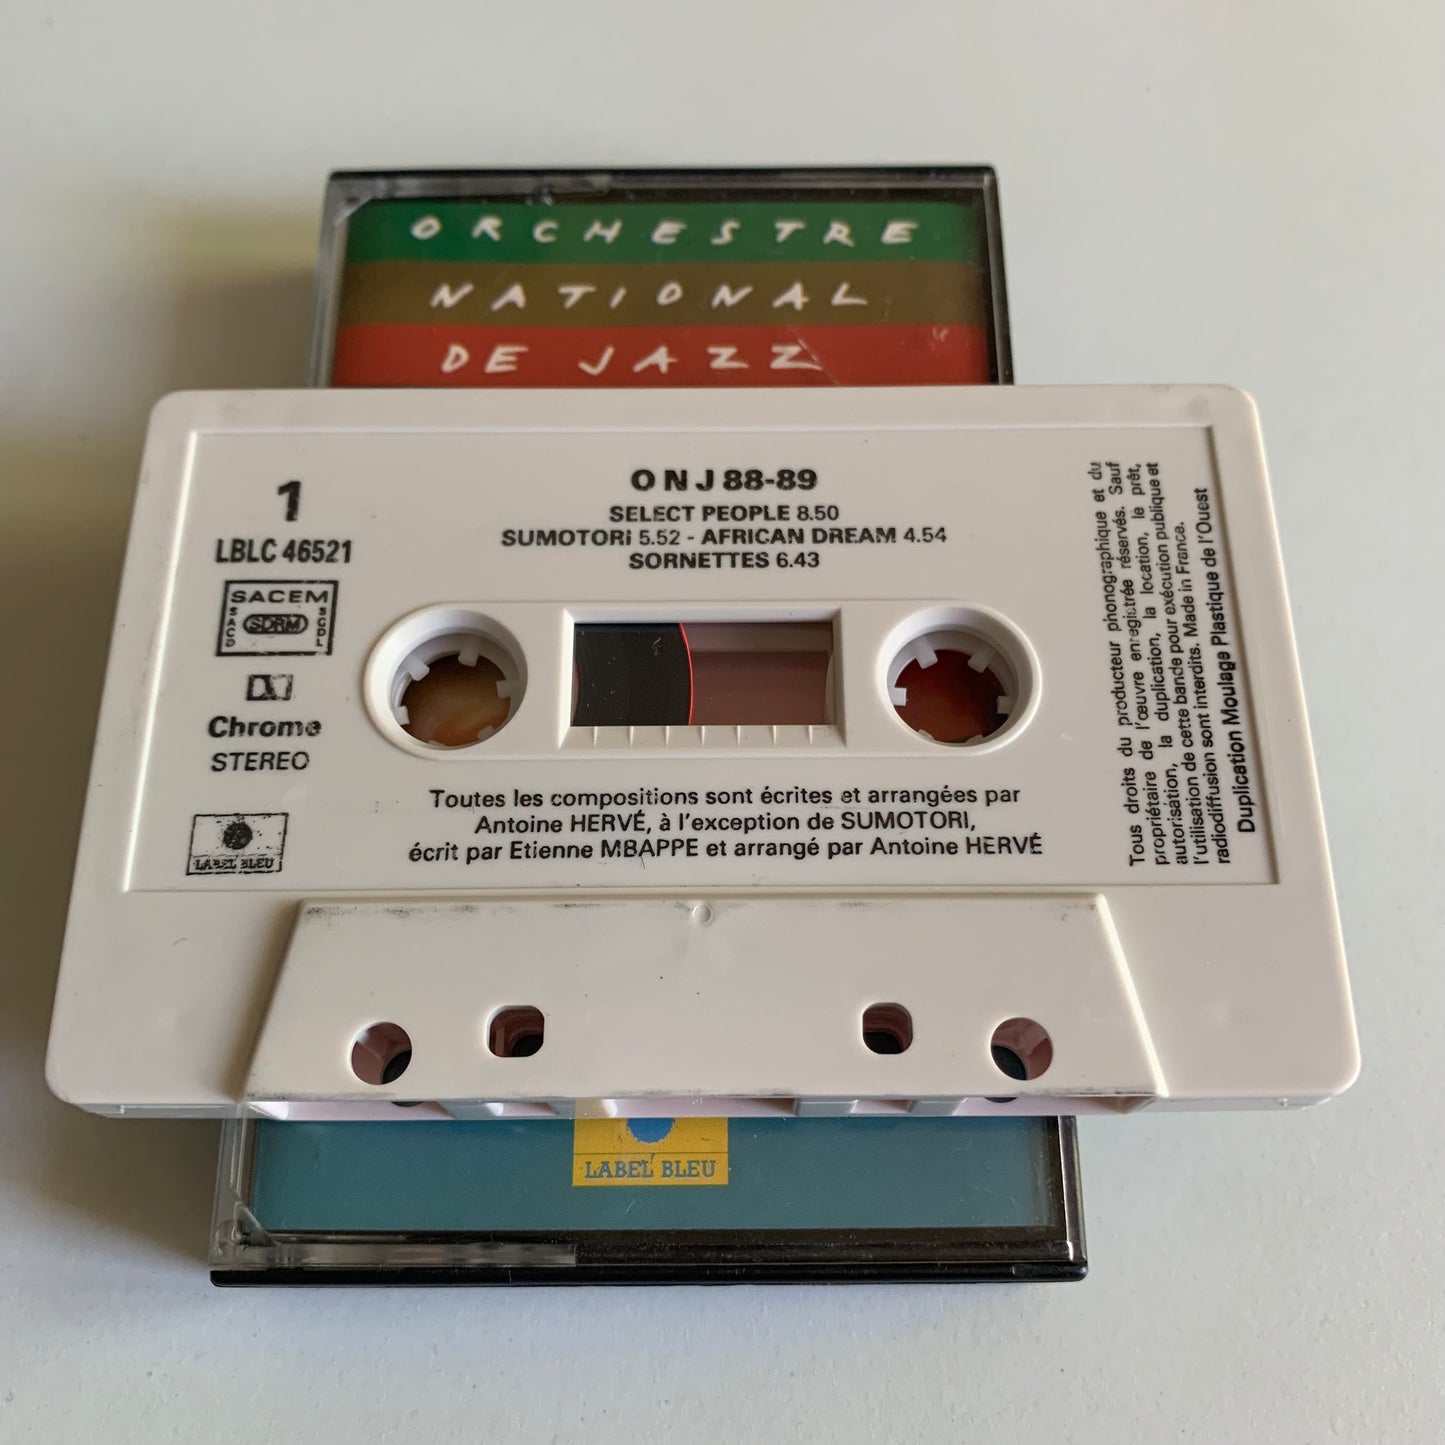 ORCHESTRE
NATIONAL
DE JAZZ
1
LBLC 46521
SACEM
SACD
SDRM
SGDL
Chrome
STEREO
LABEL BLEU
O N J 88-89
SELECT PEOPLE 8.50
SUMOTORI 5.52 - AFRICAN DREAM 4.54
SORNETTES 6.43
Toutes les compositions sont écrites et arrangées par
Antoine HERVÉ, à l'exception de SUMOTORI,
écrit par Etienne MBAPPE et arrangé par Antoine HERVÉ
Tous droits du producteur phonographique et du
propriétaire de l'œuvre enregistrée réservés. Sauf
autorisation, la duplication, la location, le prêt,
l'utilisation de cette bande pour exécution publique et
radiodiffusion sont interdits. Made in France.
Duplication Moulage Plastique de l'Ouest
LABEL BLEU